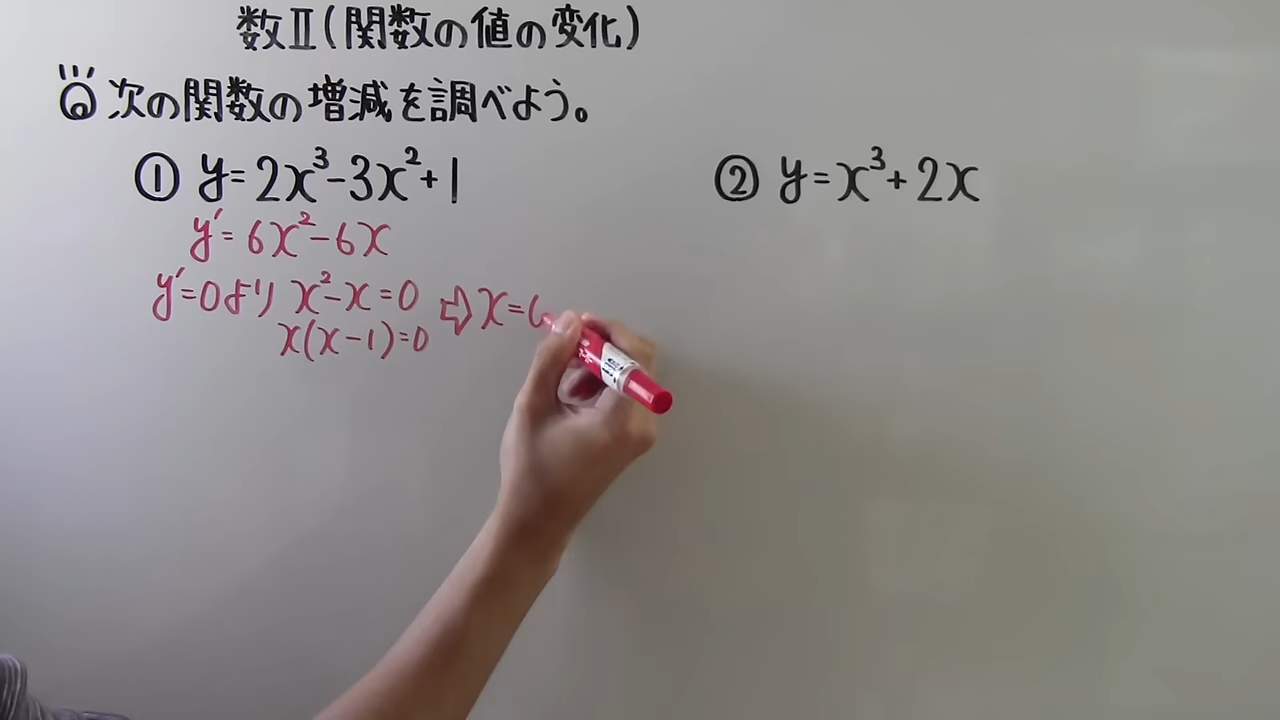 数Ⅱ(関数の値の変化)
Q 次の関数の増減を調べよう。
① y=2x³-3x²+1
② y=x³+2x
y'=6x²-6x
y'=0より x²-x=0 ⇨ x=
x(x-1)=0